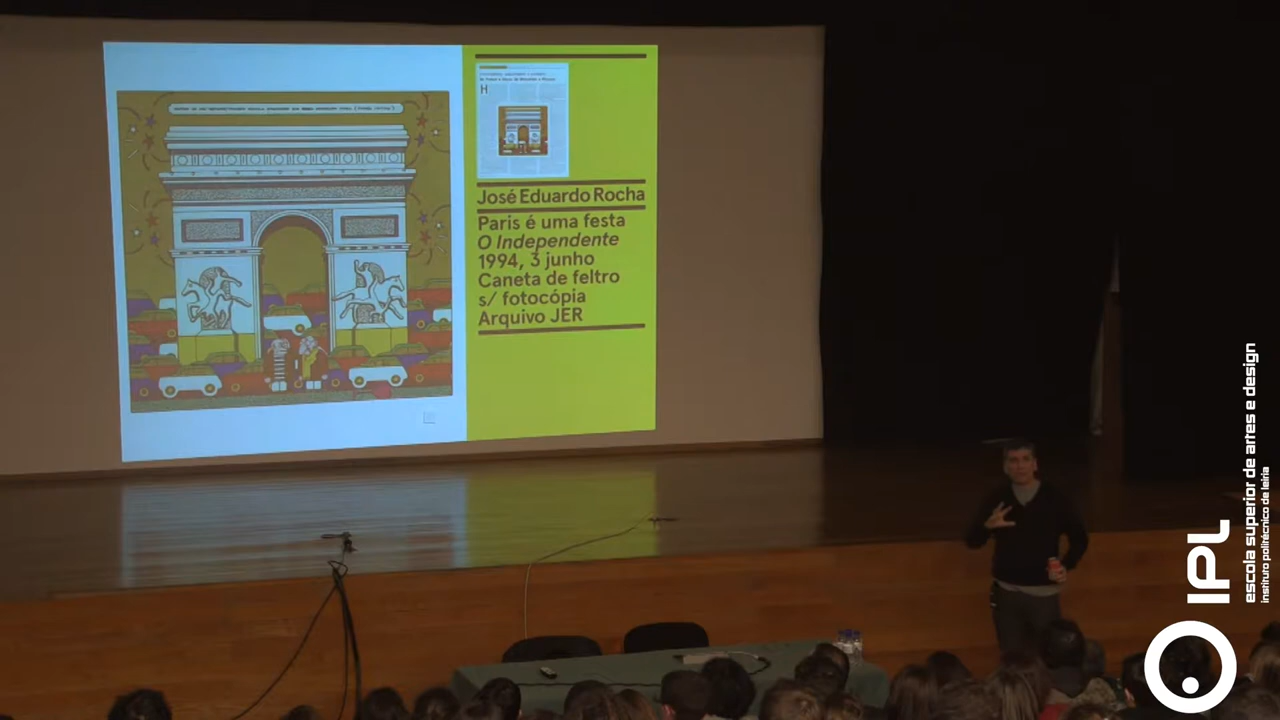 H
José Eduardo Rocha
Paris é uma festa
O Independente
1994, 3 junho
Caneta de feltro
s/ fotocópia
Arquivo JER
IPL
escola superior de artes e design
instituto politécnico de leiria